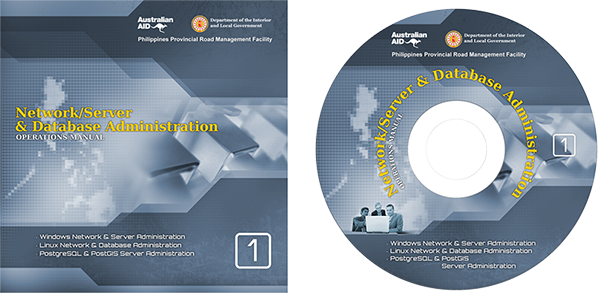 Australian
AID
Department of the Interior
and Local Government
Philippines Provincial Road Management Facility
Network/Server
& Database Administration
OPERATIONS MANUAL
Windows Network & Server Administration
Linux Network & Database Administration
PostgreSQL & PostGIS Server Administration
1
Australian
AID
Department of the Interior
and Local Government
Philippines Provincial Road Management Facility
Network/Server & Database Administration
OPERATIONS MANUAL
1
Windows Network & Server Administration
Linux Network & Database Administration
PostgreSQL & PostGIS
Server Administration